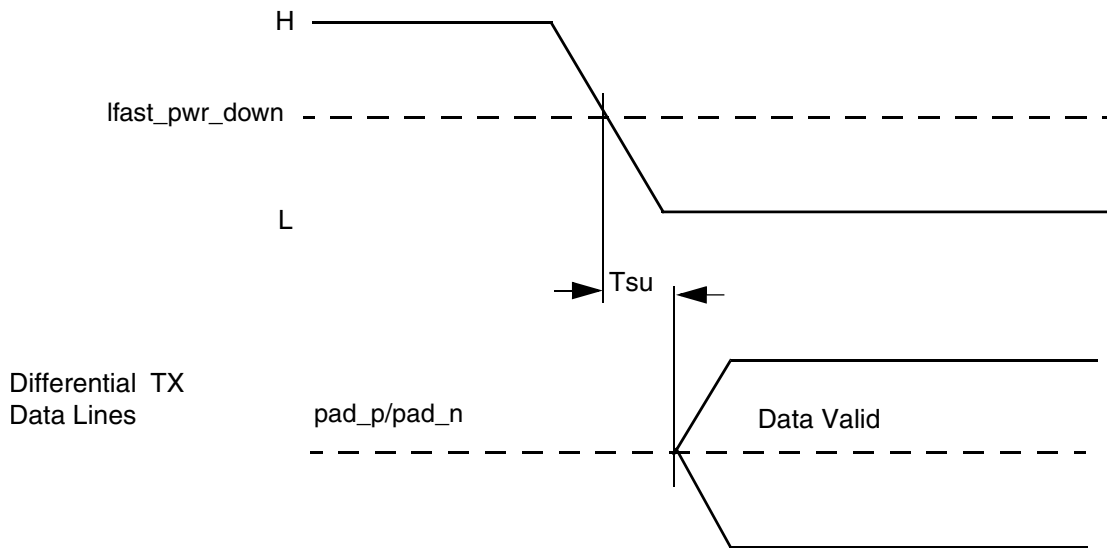 H
lfast_pwr_down
L
Tsu
Differential TX
Data Lines
pad_p/pad_n
Data Valid